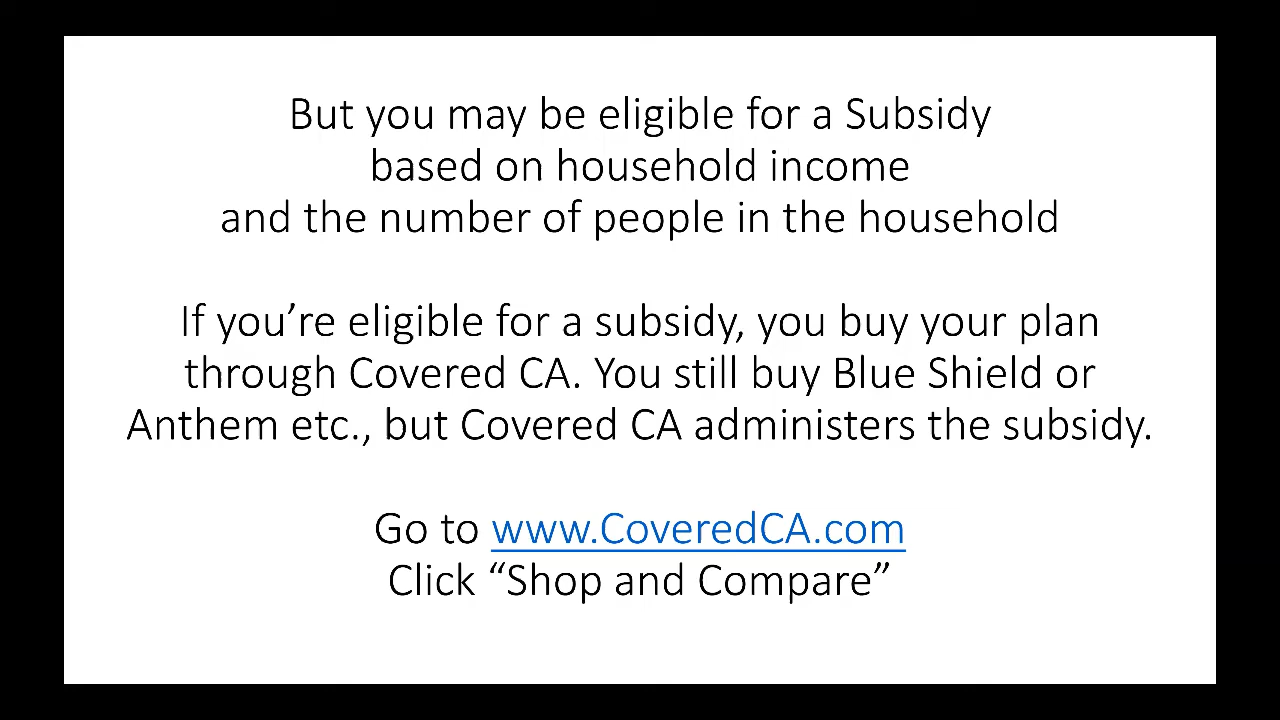 But you may be eligible for a Subsidy
based on household income
and the number of people in the household
If you’re eligible for a subsidy, you buy your plan
through Covered CA. You still buy Blue Shield or
Anthem etc., but Covered CA administers the subsidy.
Go to www.CoveredCA.com
Click “Shop and Compare”